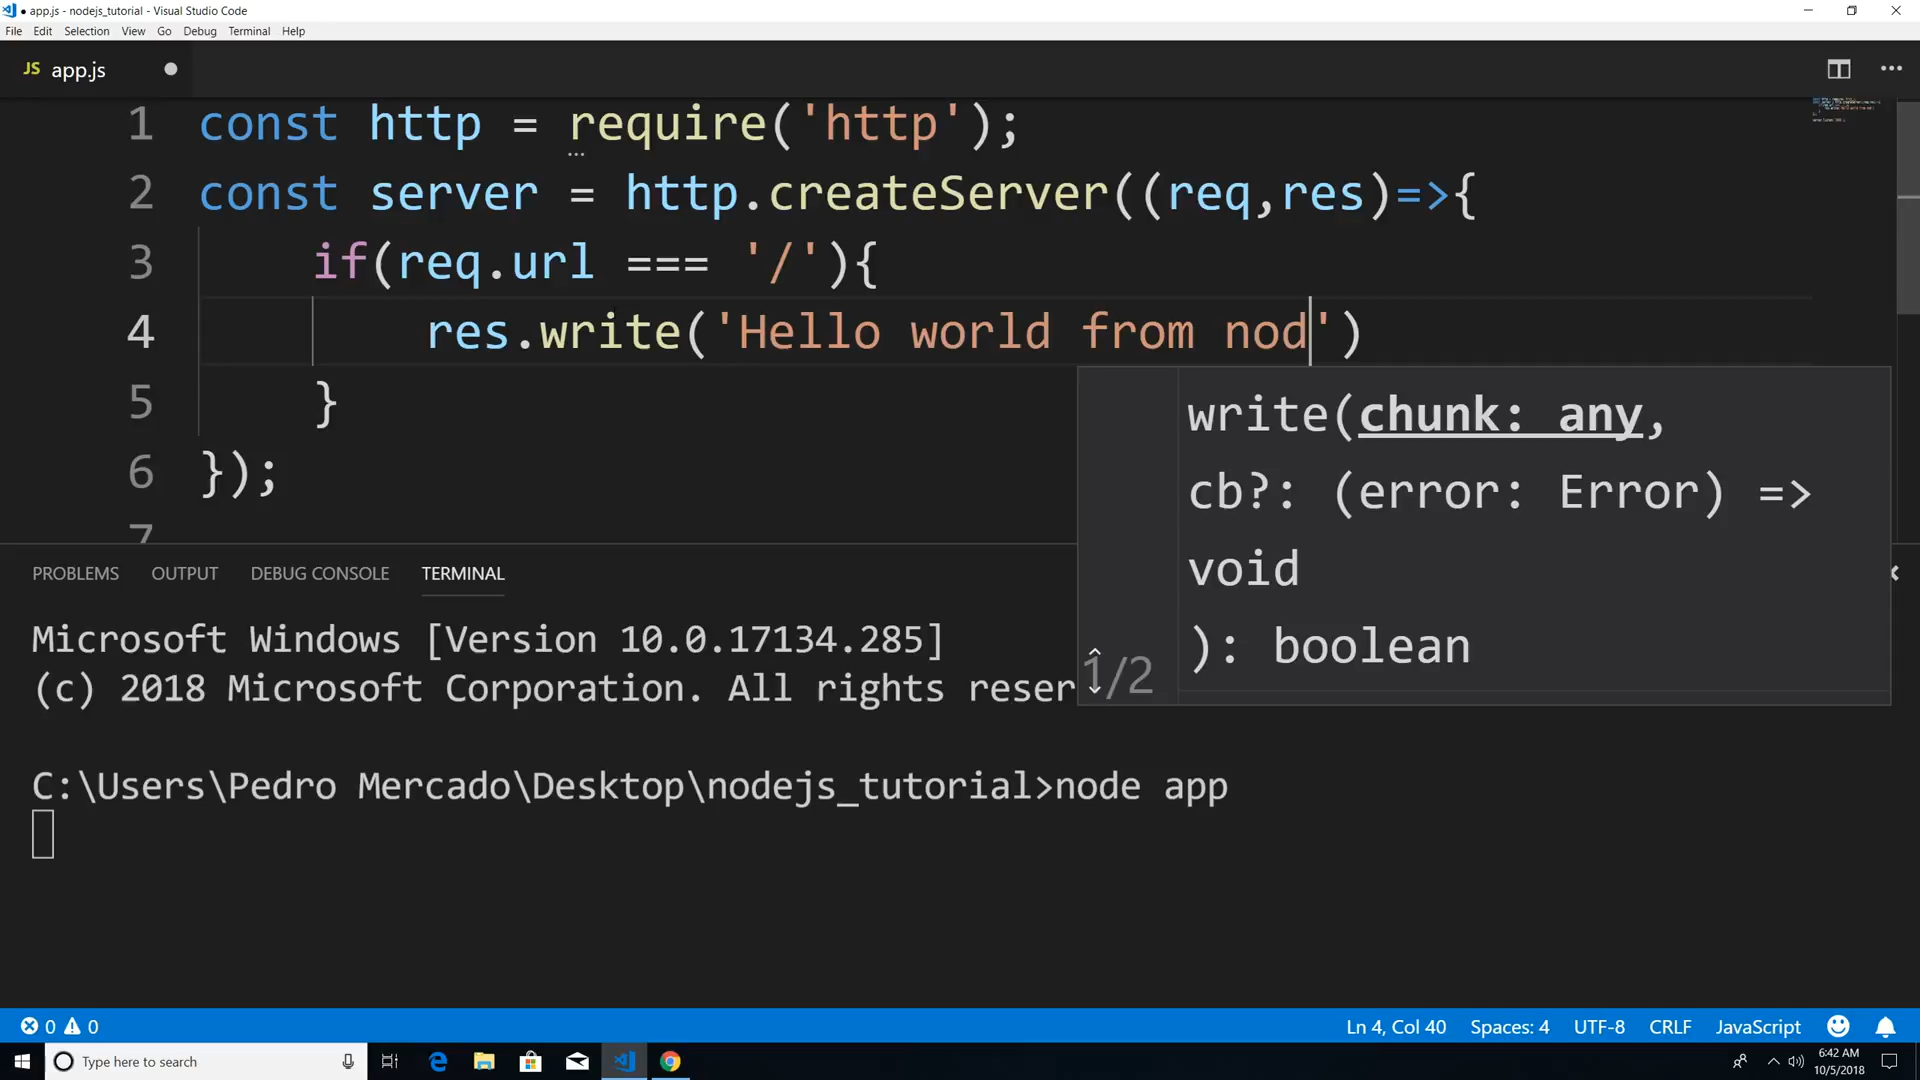 ● app.js - nodejs_tutorial - Visual Studio Code
File Edit Selection View Go Debug Terminal Help
JS app.js ●
1 const http = require('http');
2 const server = http.createServer((req,res)=>{
3 if(req.url === '/'){
4 res.write('Hello world from nod')
5 }
6 });
7
write(chunk: any,
cb?: (error: Error) =>
void
): boolean
1/2
PROBLEMS OUTPUT DEBUG CONSOLE TERMINAL
Microsoft Windows [Version 10.0.17134.285]
(c) 2018 Microsoft Corporation. All rights reser
C:\Users\Pedro Mercado\Desktop\nodejs_tutorial>node app
0 0 Ln 4, Col 40 Spaces: 4 UTF-8 CRLF JavaScript
Type here to search
6:42 AM
10/5/2018